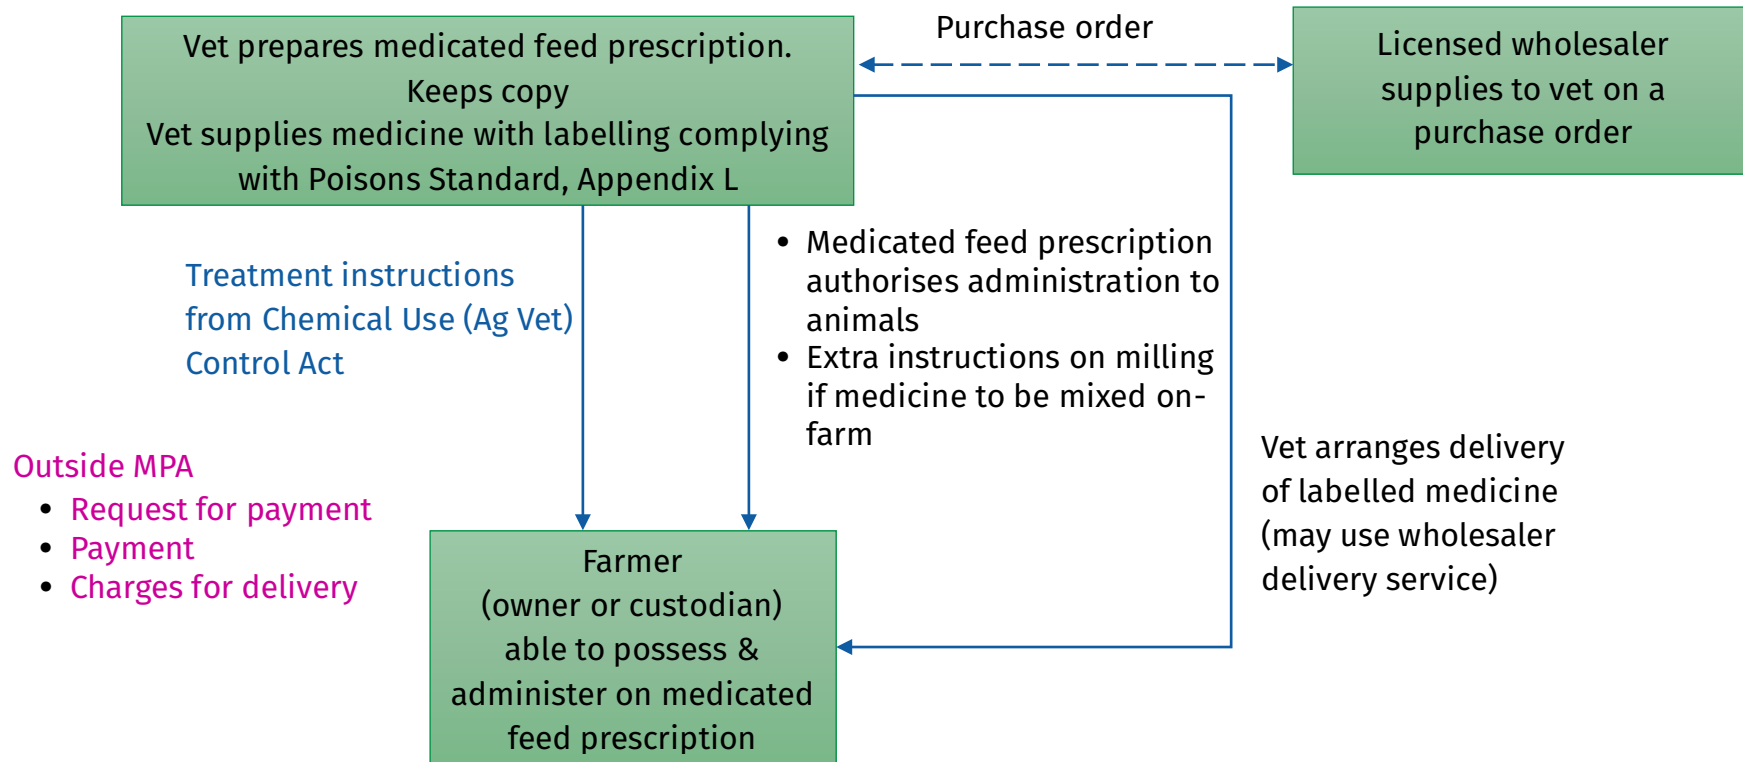 Vet prepares medicated feed prescription.
Keeps copy
Vet supplies medicine with labelling complying
with Poisons Standard, Appendix L
Purchase order
Licensed wholesaler
supplies to vet on a
purchase order
Treatment instructions
from Chemical Use (Ag Vet)
Control Act
• Medicated feed prescription
authorises administration to
animals
• Extra instructions on milling
if medicine to be mixed on-
farm
Vet arranges delivery
of labelled medicine
(may use wholesaler
delivery service)
Outside MPA
• Request for payment
• Payment
• Charges for delivery
Farmer
(owner or custodian)
able to possess &
administer on medicated
feed prescription